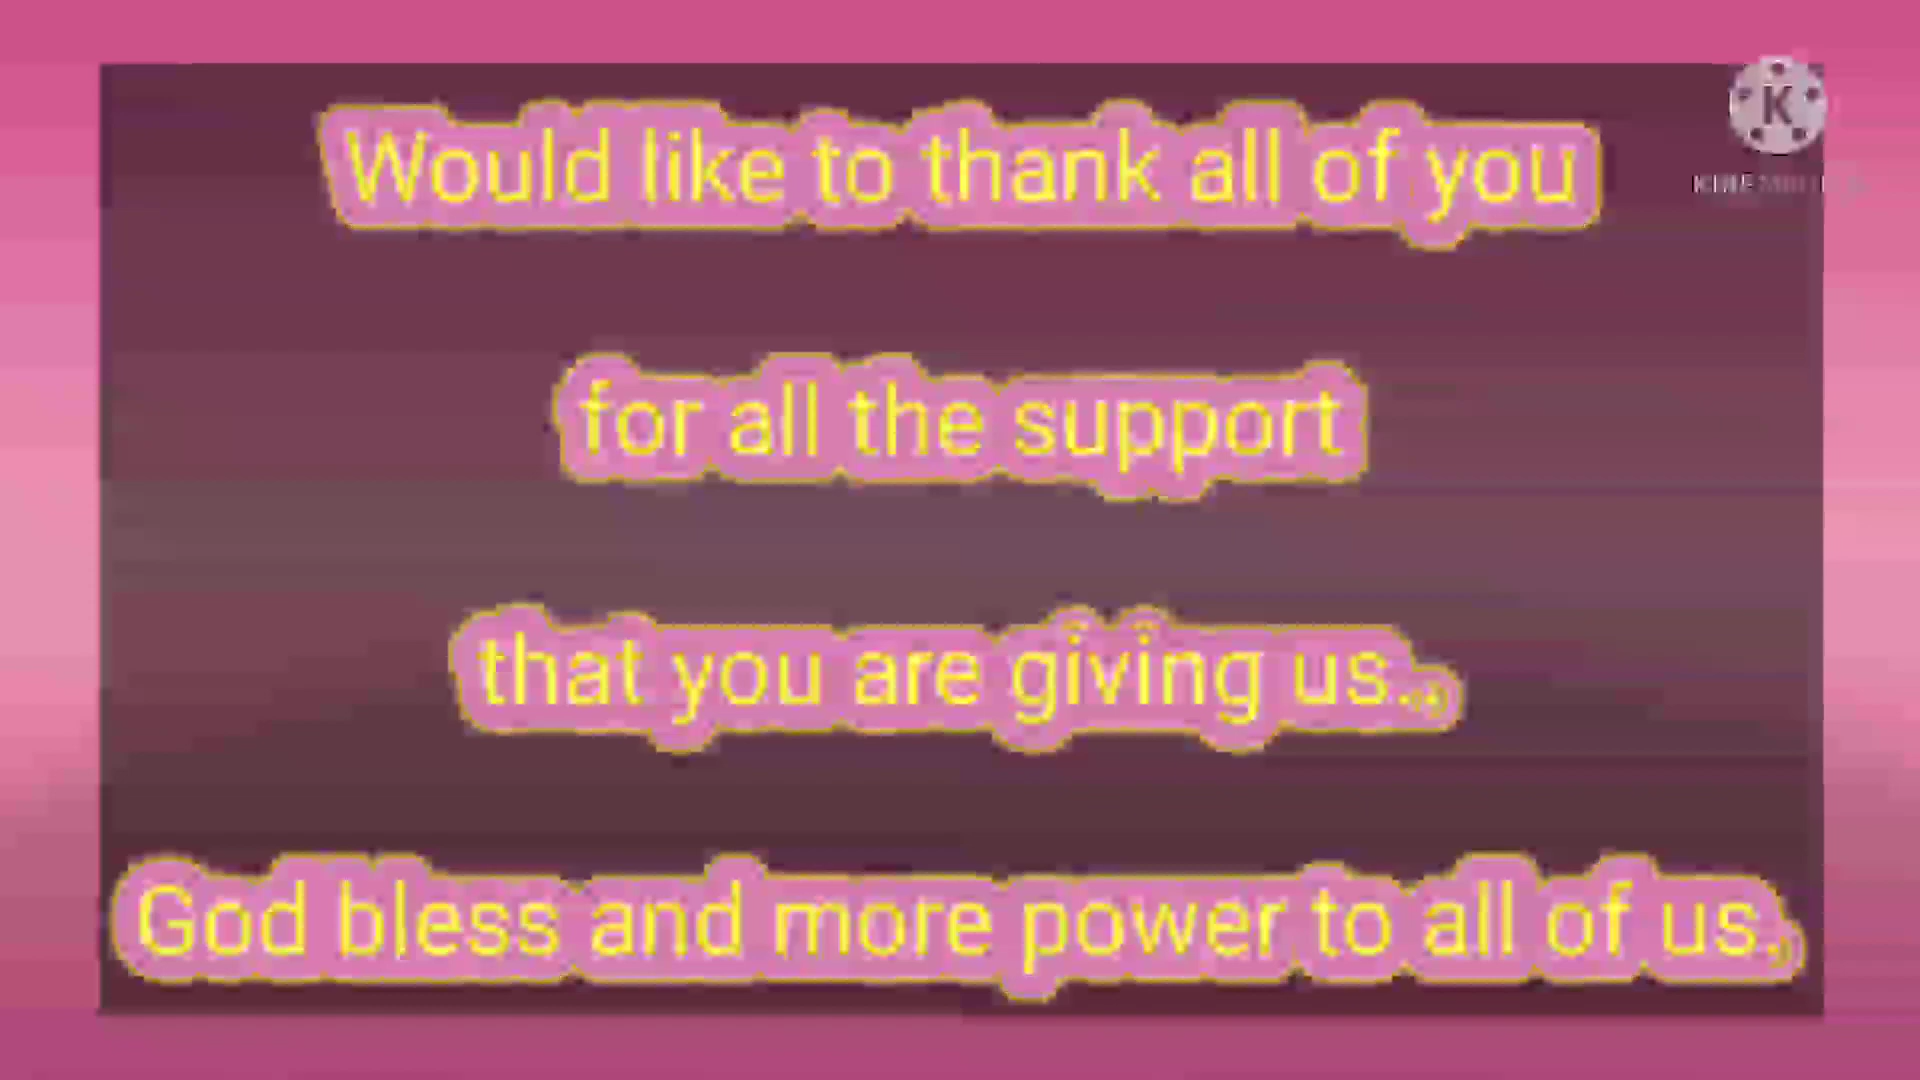 Would like to thank all of you
K
for all the support
that you are giving us..
God bless and more power to all of us.